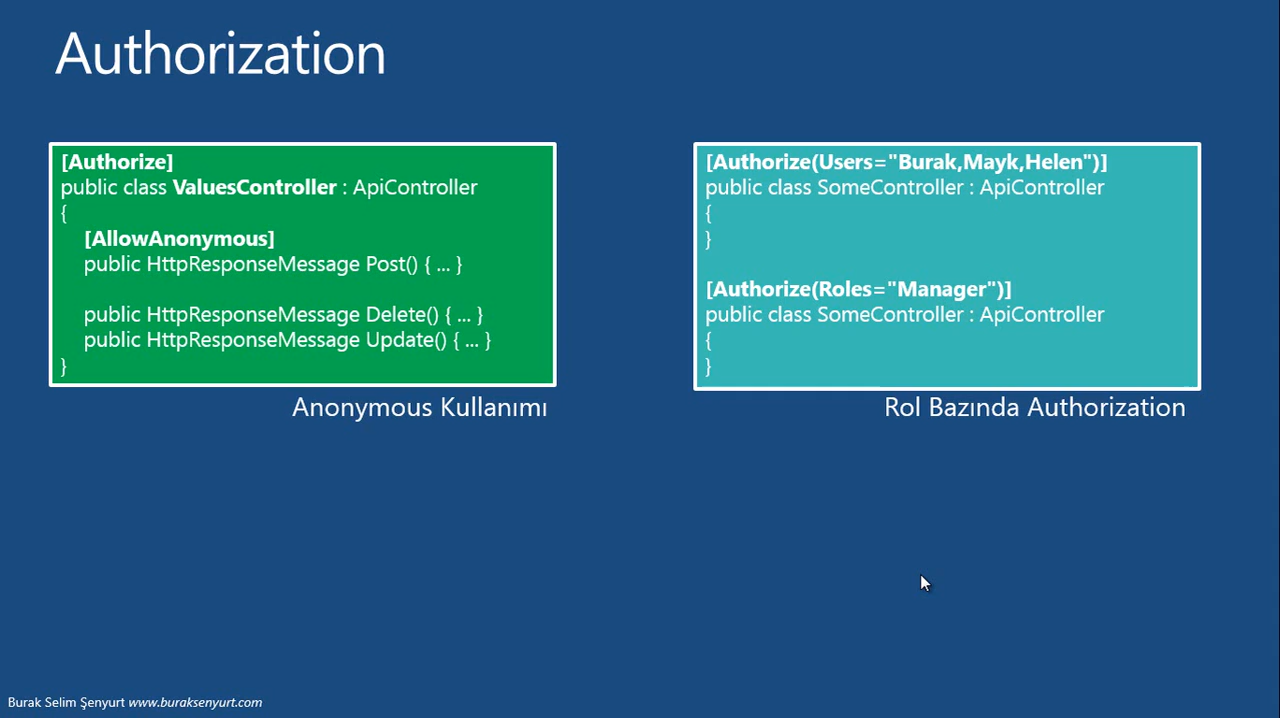 Authorization
[Authorize]
public class ValuesController : ApiController
{
[AllowAnonymous]
public HttpResponseMessage Post() { ... }
public HttpResponseMessage Delete() { ... }
public HttpResponseMessage Update() { ... }
}
Anonymous Kullanımı
[Authorize(Users="Burak,Mayk,Helen")]
public class SomeController : ApiController
{
}
[Authorize(Roles="Manager")]
public class SomeController : ApiController
{
}
Rol Bazında Authorization
Burak Selim Şenyurt www.buraksenyurt.com